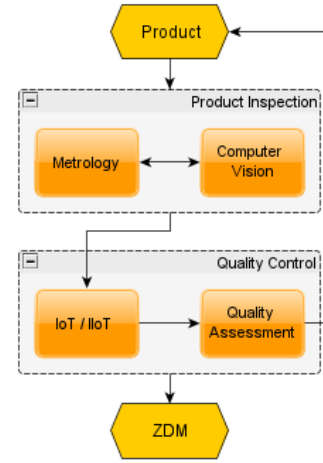 Product
Product Inspection
Metrology
Computer
Vision
Quality Control
IoT / IIoT
Quality
Assessment
ZDM